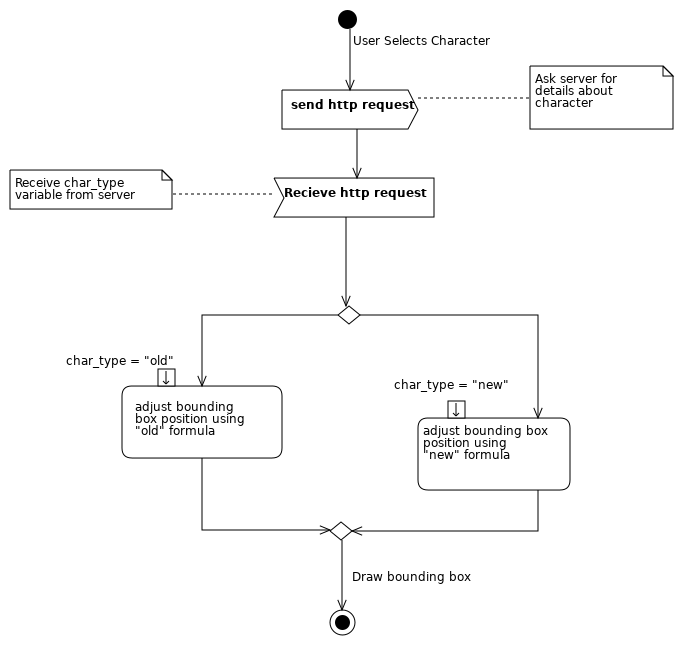 User Selects Character
send http request
Ask server for
details about
character
Receive char_type
variable from server
Recieve http request
char_type = "old"
adjust bounding
box position using
"old" formula
char_type = "new"
adjust bounding box
position using
"new" formula
Draw bounding box